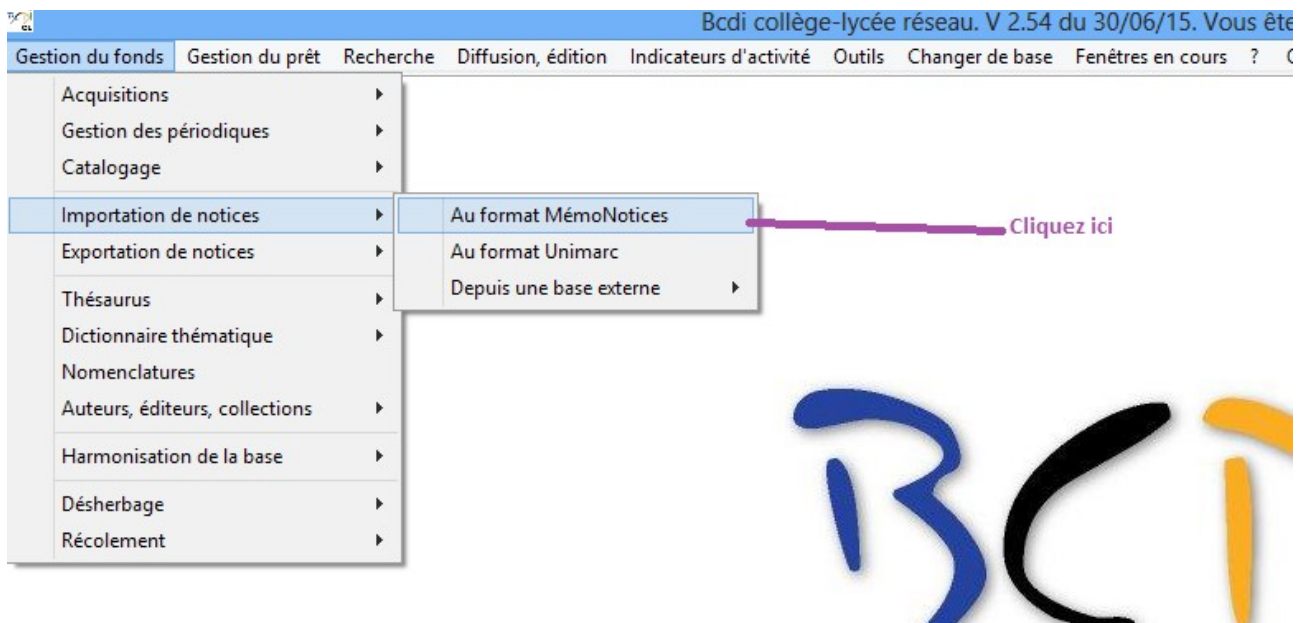 Bcdi collège-lycée réseau. V 2.54 du 30/06/15. Vous ête
Gestion du fonds Gestion du prêt Recherche Diffusion, édition Indicateurs d'activité Outils Changer de base Fenêtres en cours ?
Acquisitions
Gestion des périodiques
Catalogage
Importation de notices
Au format MémoNotices
Cliquez ici
Exportation de notices
Au format Unimarc
Depuis une base externe
Thésaurus
Dictionnaire thématique
Nomenclatures
Auteurs, éditeurs, collections
Harmonisation de la base
Désherbage
Récolement
BCD